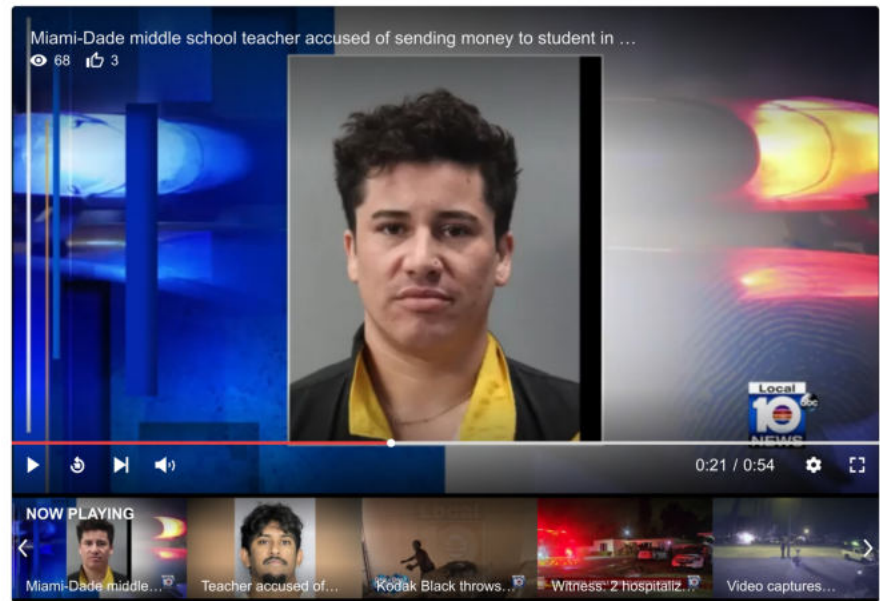 Miami-Dade middle school teacher accused of sending money to student in …
68 3
Local
10
abc
NEWS
0:21 / 0:54
NOW PLAYING
Miami-Dade middle…
Teacher accused of…
Kodak Black throws…
Witness: 2 hospitaliz…
Video captures…